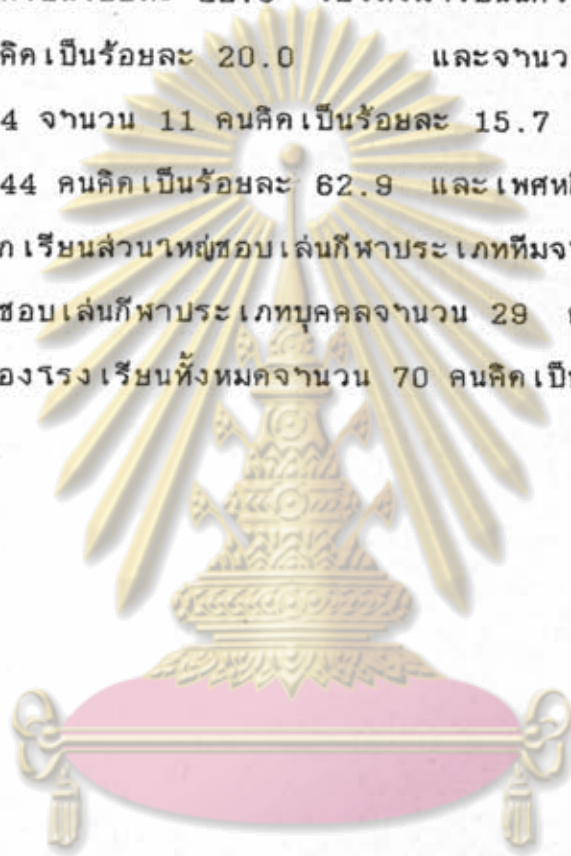 คิดเป็นร้อยละ 20.0 และจำนว
4 จำนวน 11 คนคิดเป็นร้อยละ 15.7
44 คนคิดเป็นร้อยละ 62.9 และเพศห
เรียนส่วนใหญ่ชอบเล่นกีฬาประเภททีมจ
ชอบเล่นกีฬาประเภทบุคคลจำนวน 29
องโรงเรียนทั้งหมดจำนวน 70 คนคิดเป็